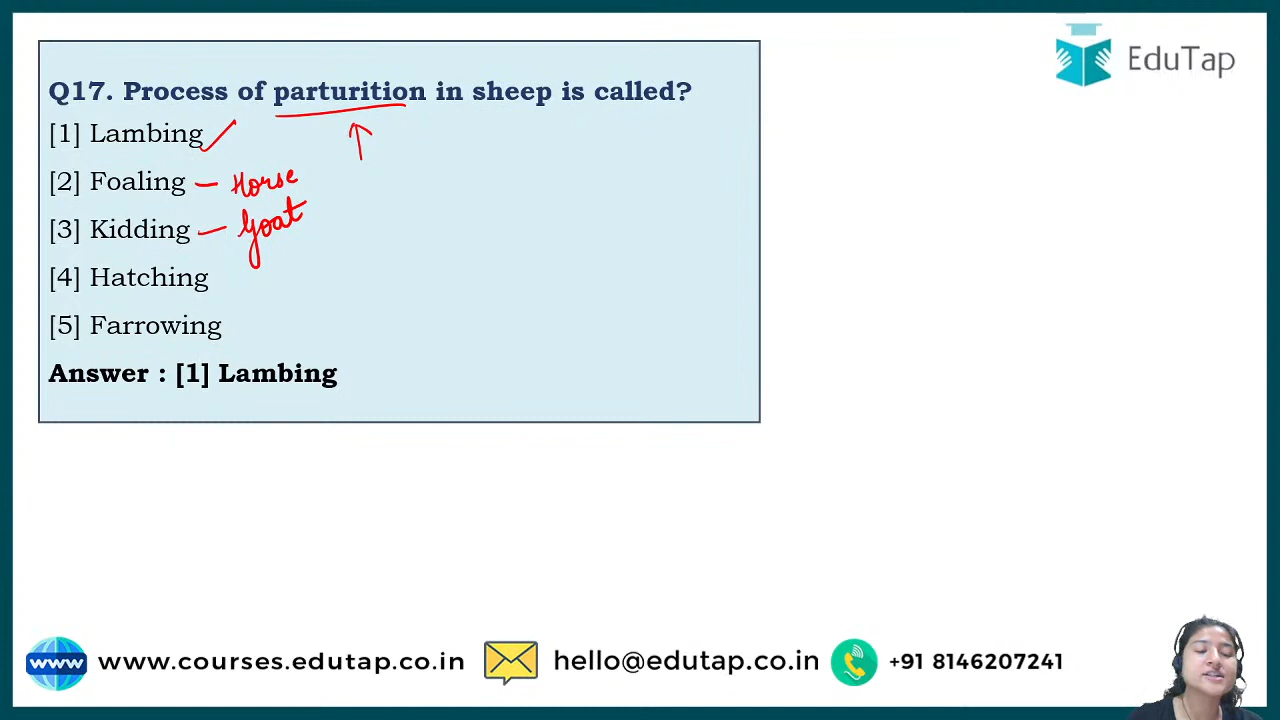 EduTap
Q17. Process of parturition in sheep is called?
[1] Lambing
[2] Foaling – Horse
[3] Kidding – Goat
[4] Hatching
[5] Farrowing
Answer : [1] Lambing
www www.courses.edutap.co.in hello@edutap.co.in +91 8146207241